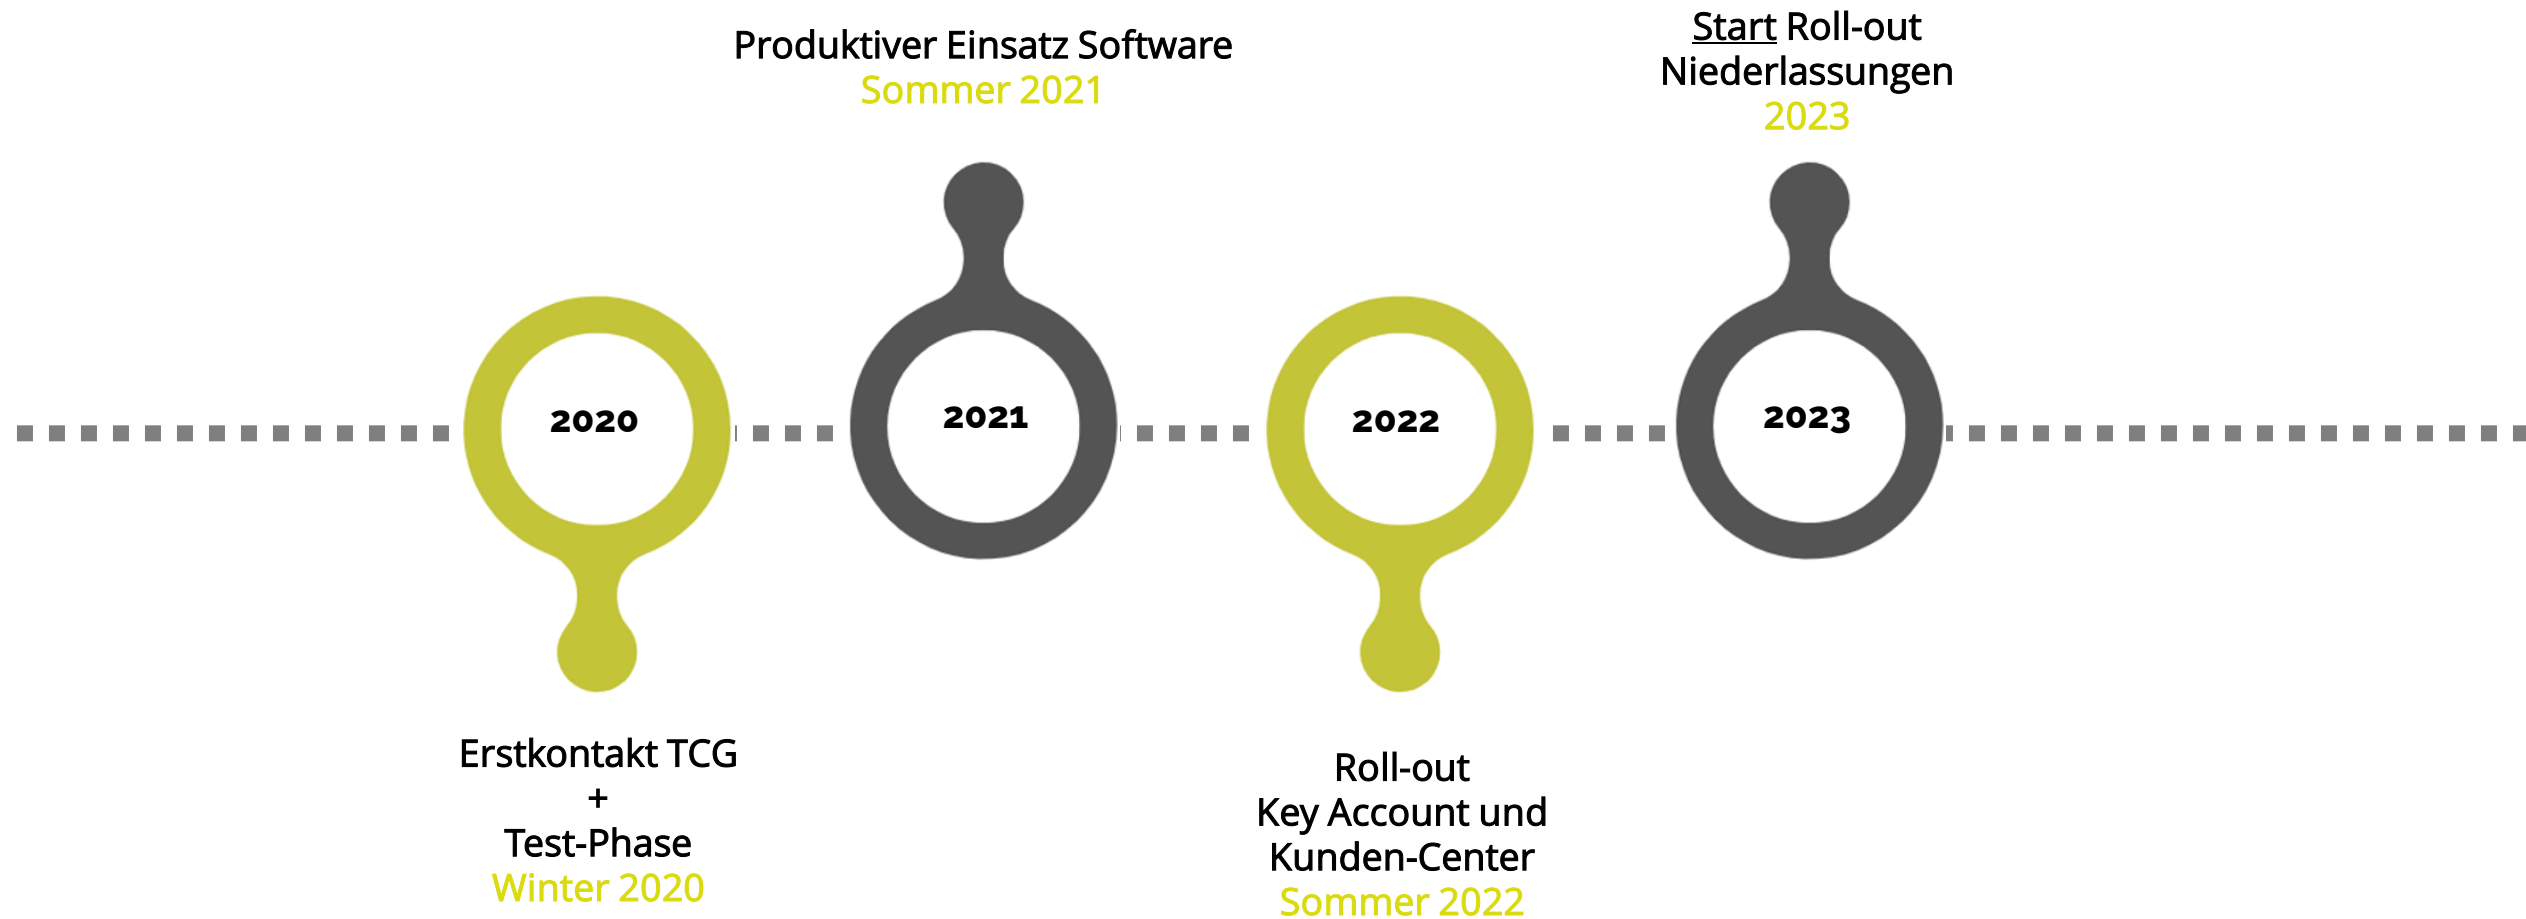 Produktiver Einsatz Software
Sommer 2021
Start Roll-out
Niederlassungen
2023
2020
2021
2022
2023
Erstkontakt TCG
+
Test-Phase
Winter 2020
Roll-out
Key Account und
Kunden-Center
Sommer 2022